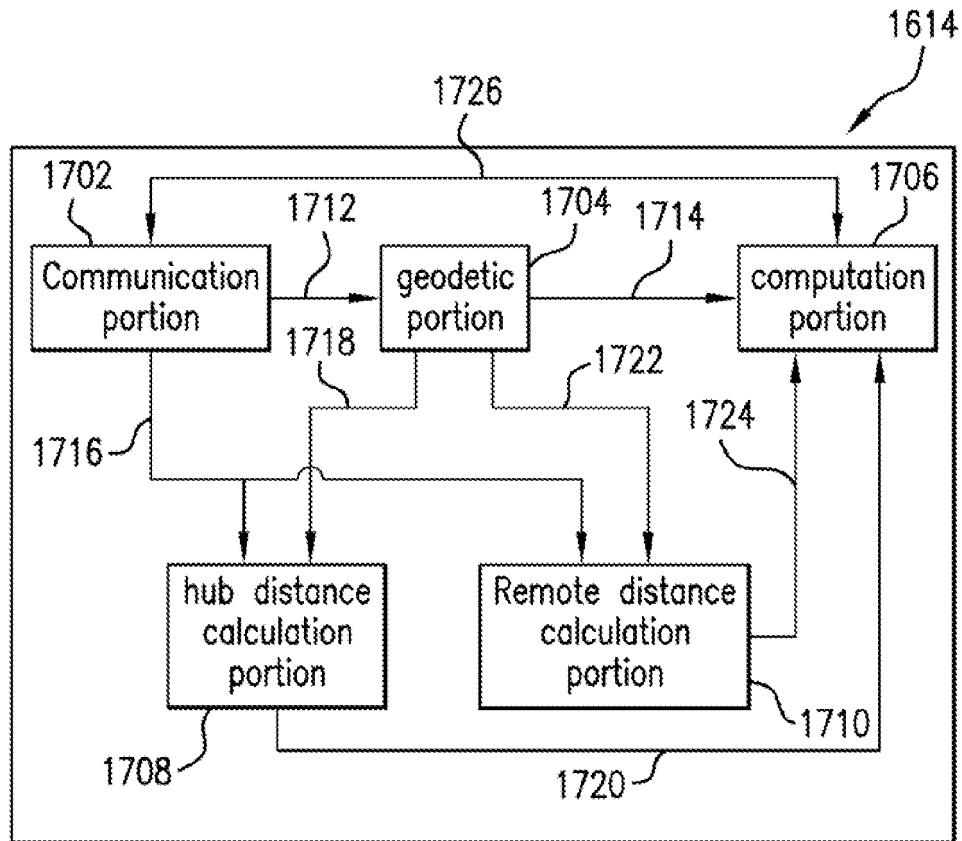 1614
1726
1702
1712
1704
1714
1706
Communication
portion
geodetic
portion
computation
portion
1718
1722
1716
1724
hub distance
calculation
portion
Remote distance
calculation
portion
1710
1708
1720